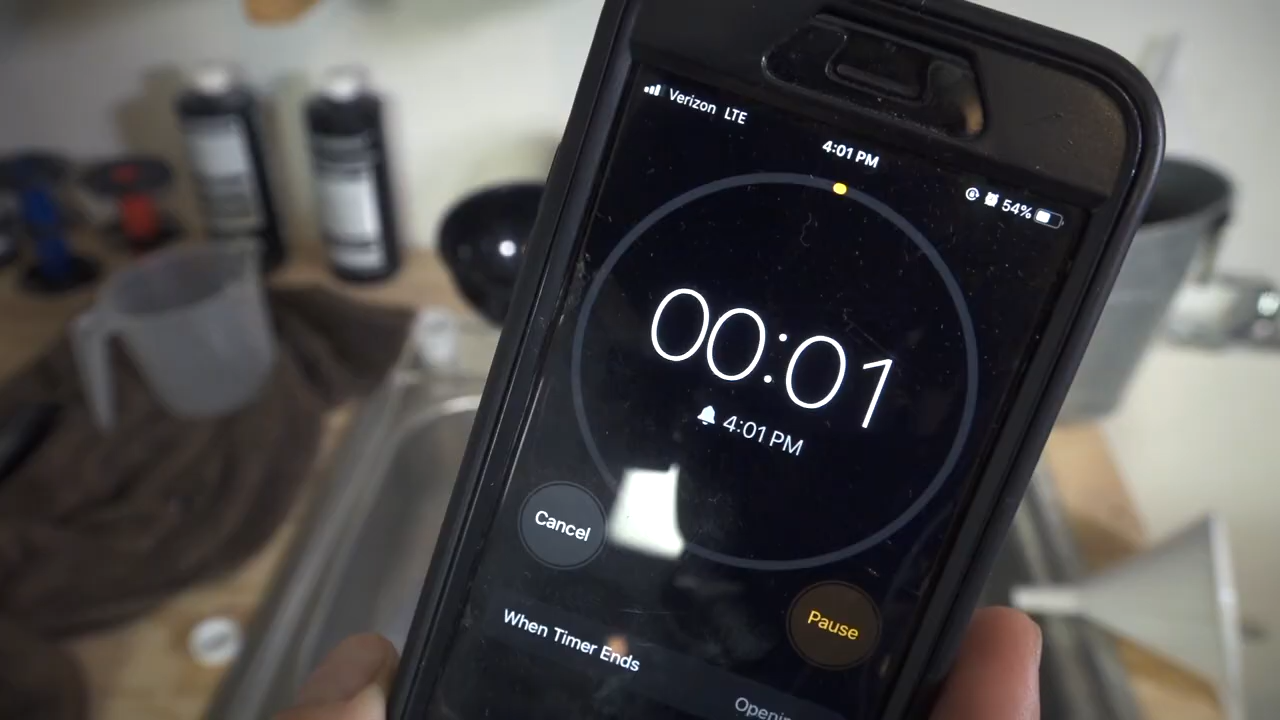 Verizon LTE
4:01 PM
54%
00:01
4:01 PM
Cancel
Pause
When Timer Ends